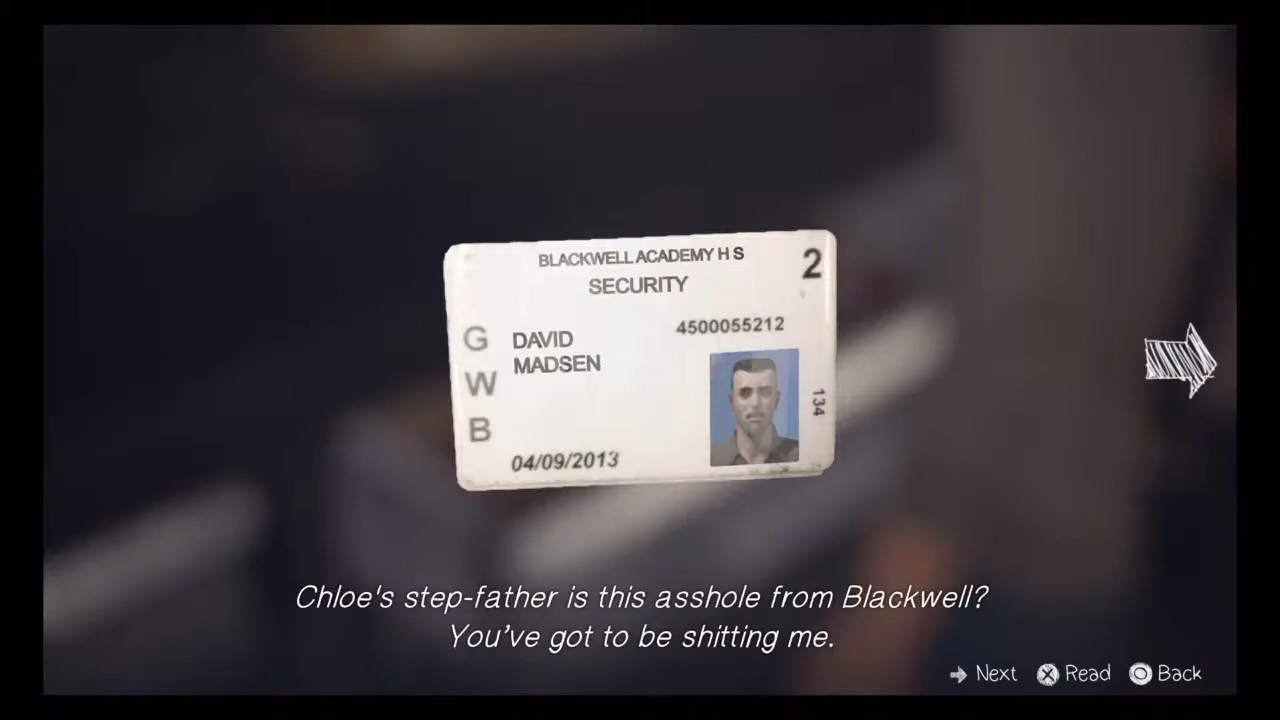 BLACKWELL ACADEMY H S
2
SECURITY
4500055212
G
DAVID
MADSEN
W
B
134
04/09/2013
Chloe's step-father is this asshole from Blackwell?
You've got to be shitting me.
Next Read Back